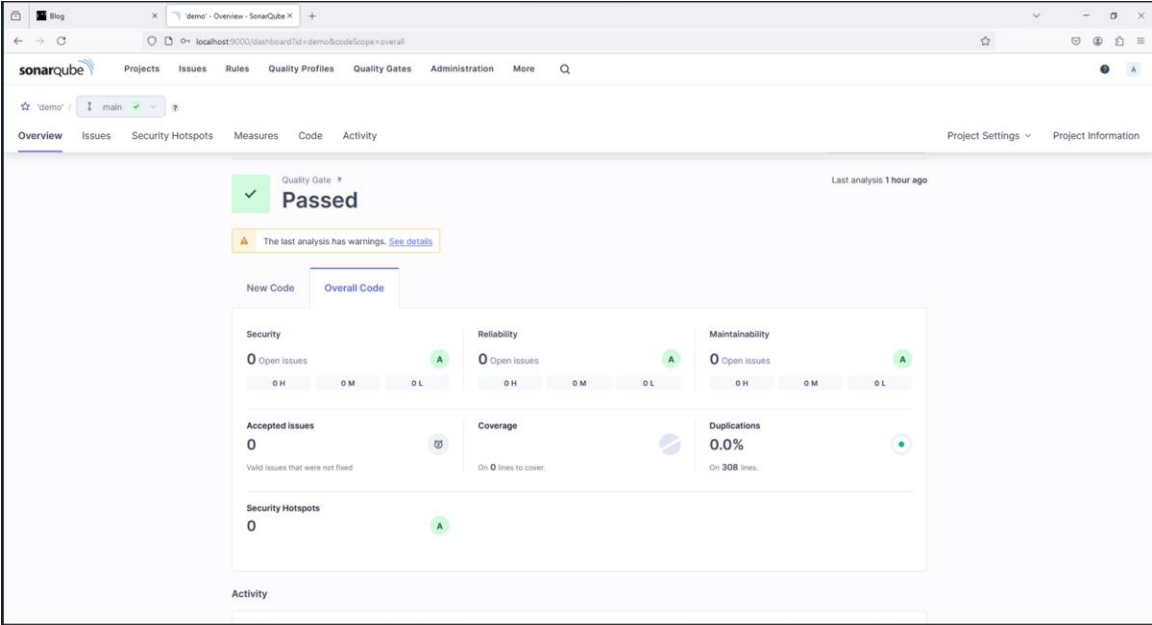 Blog
'demo' - Overview - SonarQube
localhost:9000/dashboard?id=demo&codeScope=overall
sonarqube Projects Issues Rules Quality Profiles Quality Gates Administration More A
'demo' / main ?
Overview Issues Security Hotspots Measures Code Activity Project Settings Project Information
Quality Gate ?
Passed
Last analysis 1 hour ago
The last analysis has warnings. See details
New Code Overall Code
Security Reliability Maintainability
0 Open issues A 0 Open issues A 0 Open issues A
0 H 0 M 0 L 0 H 0 M 0 L 0 H 0 M 0 L
Accepted issues Coverage Duplications
0 0.0%
Valid issues that were not fixed On 0 lines to cover. On 308 lines.
Security Hotspots
0 A
Activity